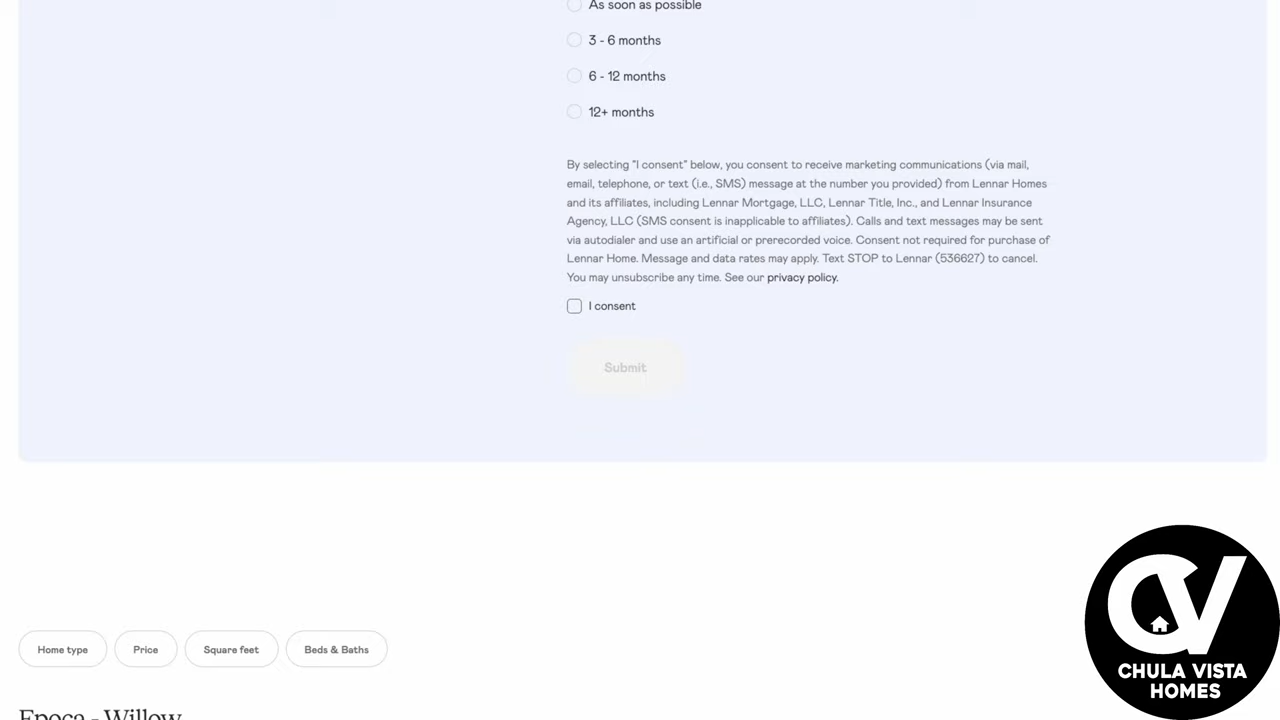 As soon as possible
3 - 6 months
6 - 12 months
12+ months
By selecting "I consent" below, you consent to receive marketing communications (via mail,
email, telephone, or text (i.e., SMS) message at the number you provided) from Lennar Homes
and its affiliates, including Lennar Mortgage, LLC, Lennar Title, Inc., and Lennar Insurance
Agency, LLC (SMS consent is inapplicable to affiliates). Calls and text messages may be sent
via autodialer and use an artificial or prerecorded voice. Consent not required for purchase of
Lennar Home. Message and data rates may apply. Text STOP to Lennar (536627) to cancel.
You may unsubscribe any time. See our privacy policy.
I consent
Submit
Home type Price Square feet Beds & Baths
Epoca - Willow
CV
CHULA VISTA
HOMES